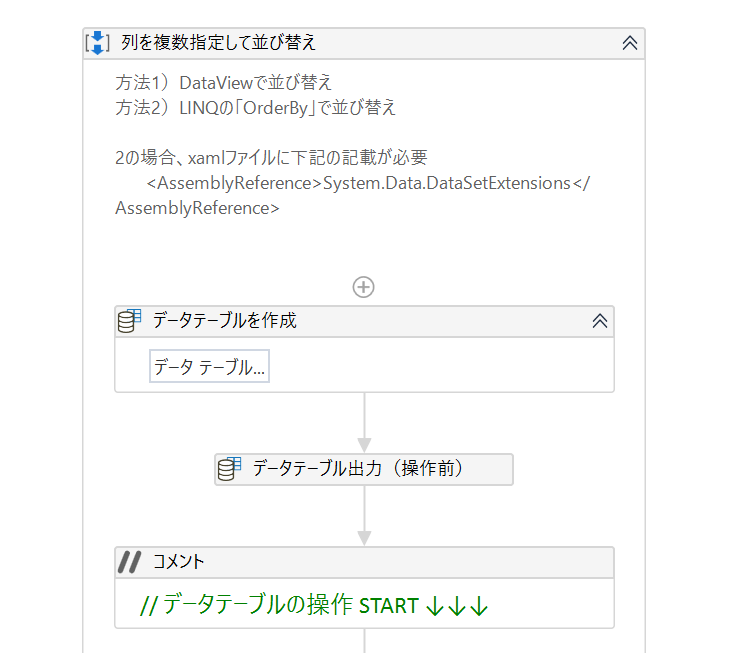 列を複数指定して並び替え
方法1）DataViewで並び替え
方法2）LINQの「OrderBy」で並び替え
2の場合、xamlファイルに下記の記載が必要
<AssemblyReference>System.Data.DataSetExtensions</
AssemblyReference>
データテーブルを作成
データ テーブル...
データテーブル出力（操作前）
// コメント
// データテーブルの操作 START ↓↓↓